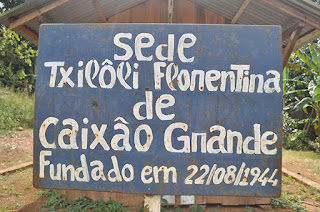 sede
Txilôli Florentina
de
Caixão Grande
Fundado em 22/08/1944